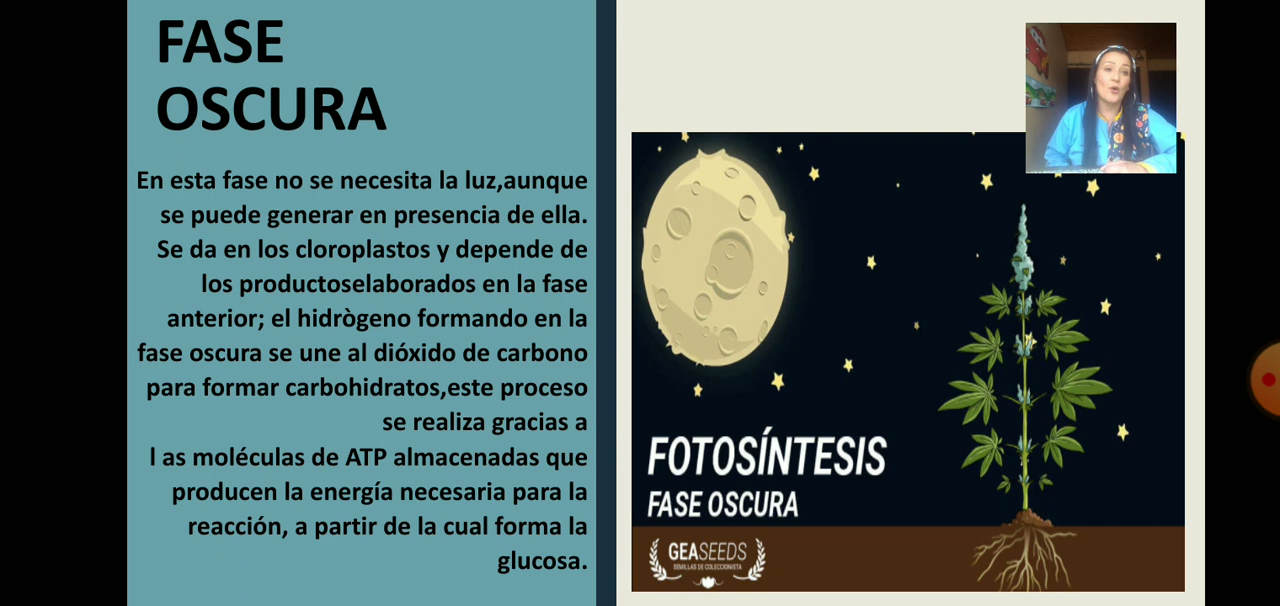 FASE
OSCURA
En esta fase no se necesita la luz,aunque
se puede generar en presencia de ella.
Se da en los cloroplastos y depende de
los productoselaborados en la fase
anterior; el hidrògeno formando en la
fase oscura se une al dióxido de carbono
para formar carbohidratos,este proceso
se realiza gracias a
l as moléculas de ATP almacenadas que
producen la energía necesaria para la
reacción, a partir de la cual forma la
glucosa.
FOTOSÍNTESIS
FASE OSCURA
GEASEEDS
SEMILLAS DE COLECCIONISTA